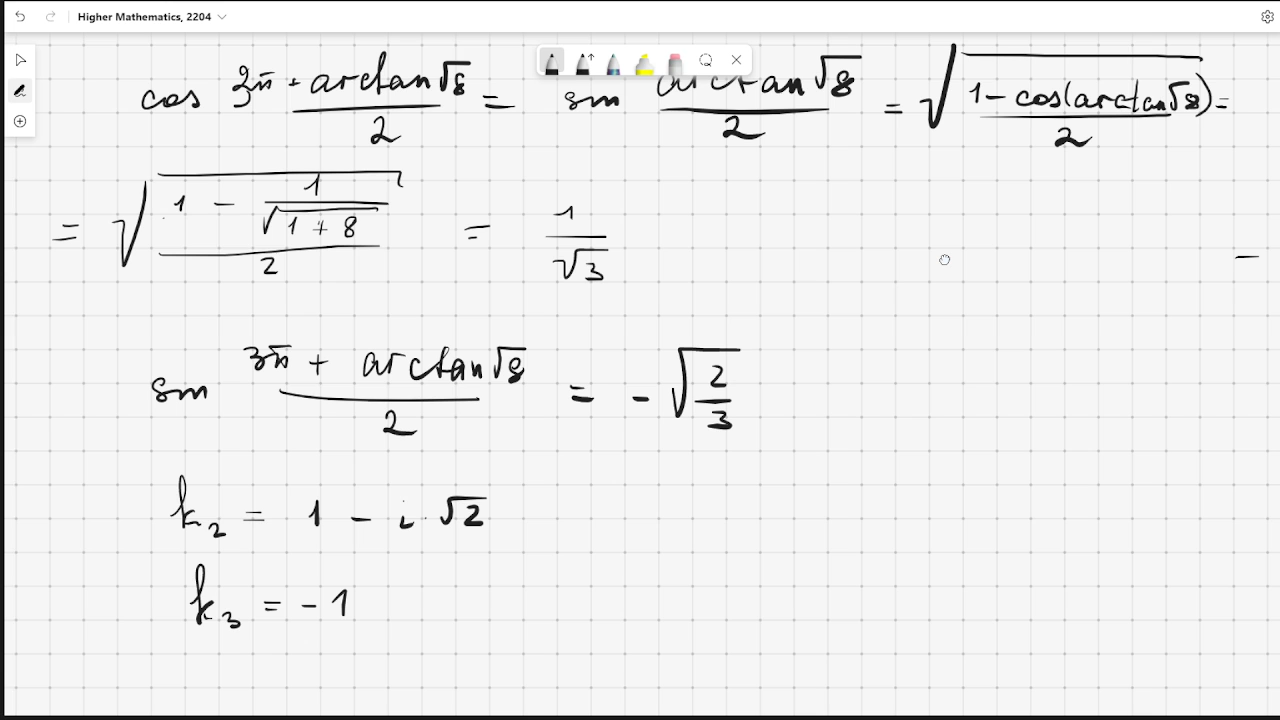 Higher Mathematics, 2204
cos (3π + arctan√8)/2 = sin (arctan√8)/2 = √((1 - cos(arctan√8))/2) =
= √((1 - 1/√(1 + 8))/2) = 1/√3 -
sin (3π + arctan√8)/2 = - √(2/3)
k₂ = 1 - i · √2
k₃ = - 1